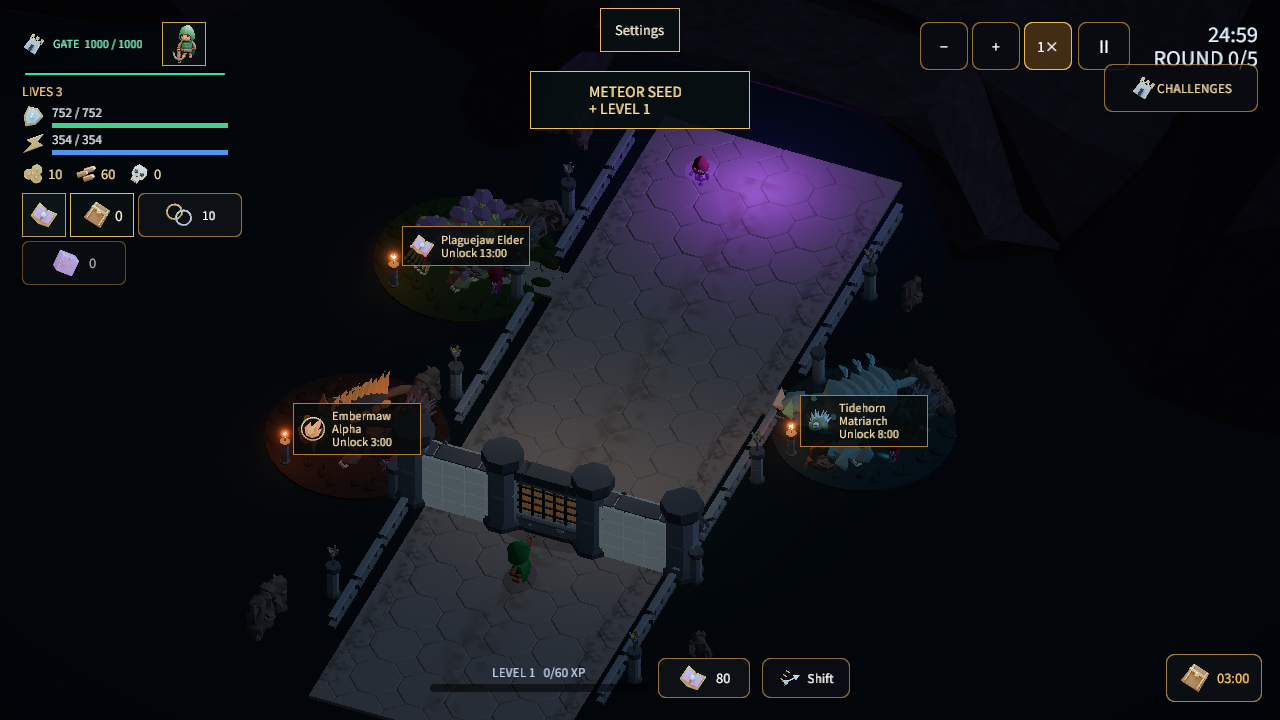 GATE 1000 / 1000
Settings
− + 1× II
24:59
ROUND 0/5
CHALLENGES
LIVES 3
752 / 752
354 / 354
10 60 0
0 10
0
METEOR SEED
+ LEVEL 1
Plaguejaw Elder
Unlock 13:00
Embermaw
Alpha
Unlock 3:00
Tidehorn
Matriarch
Unlock 8:00
LEVEL 1 0/60 XP
80
Shift
03:00